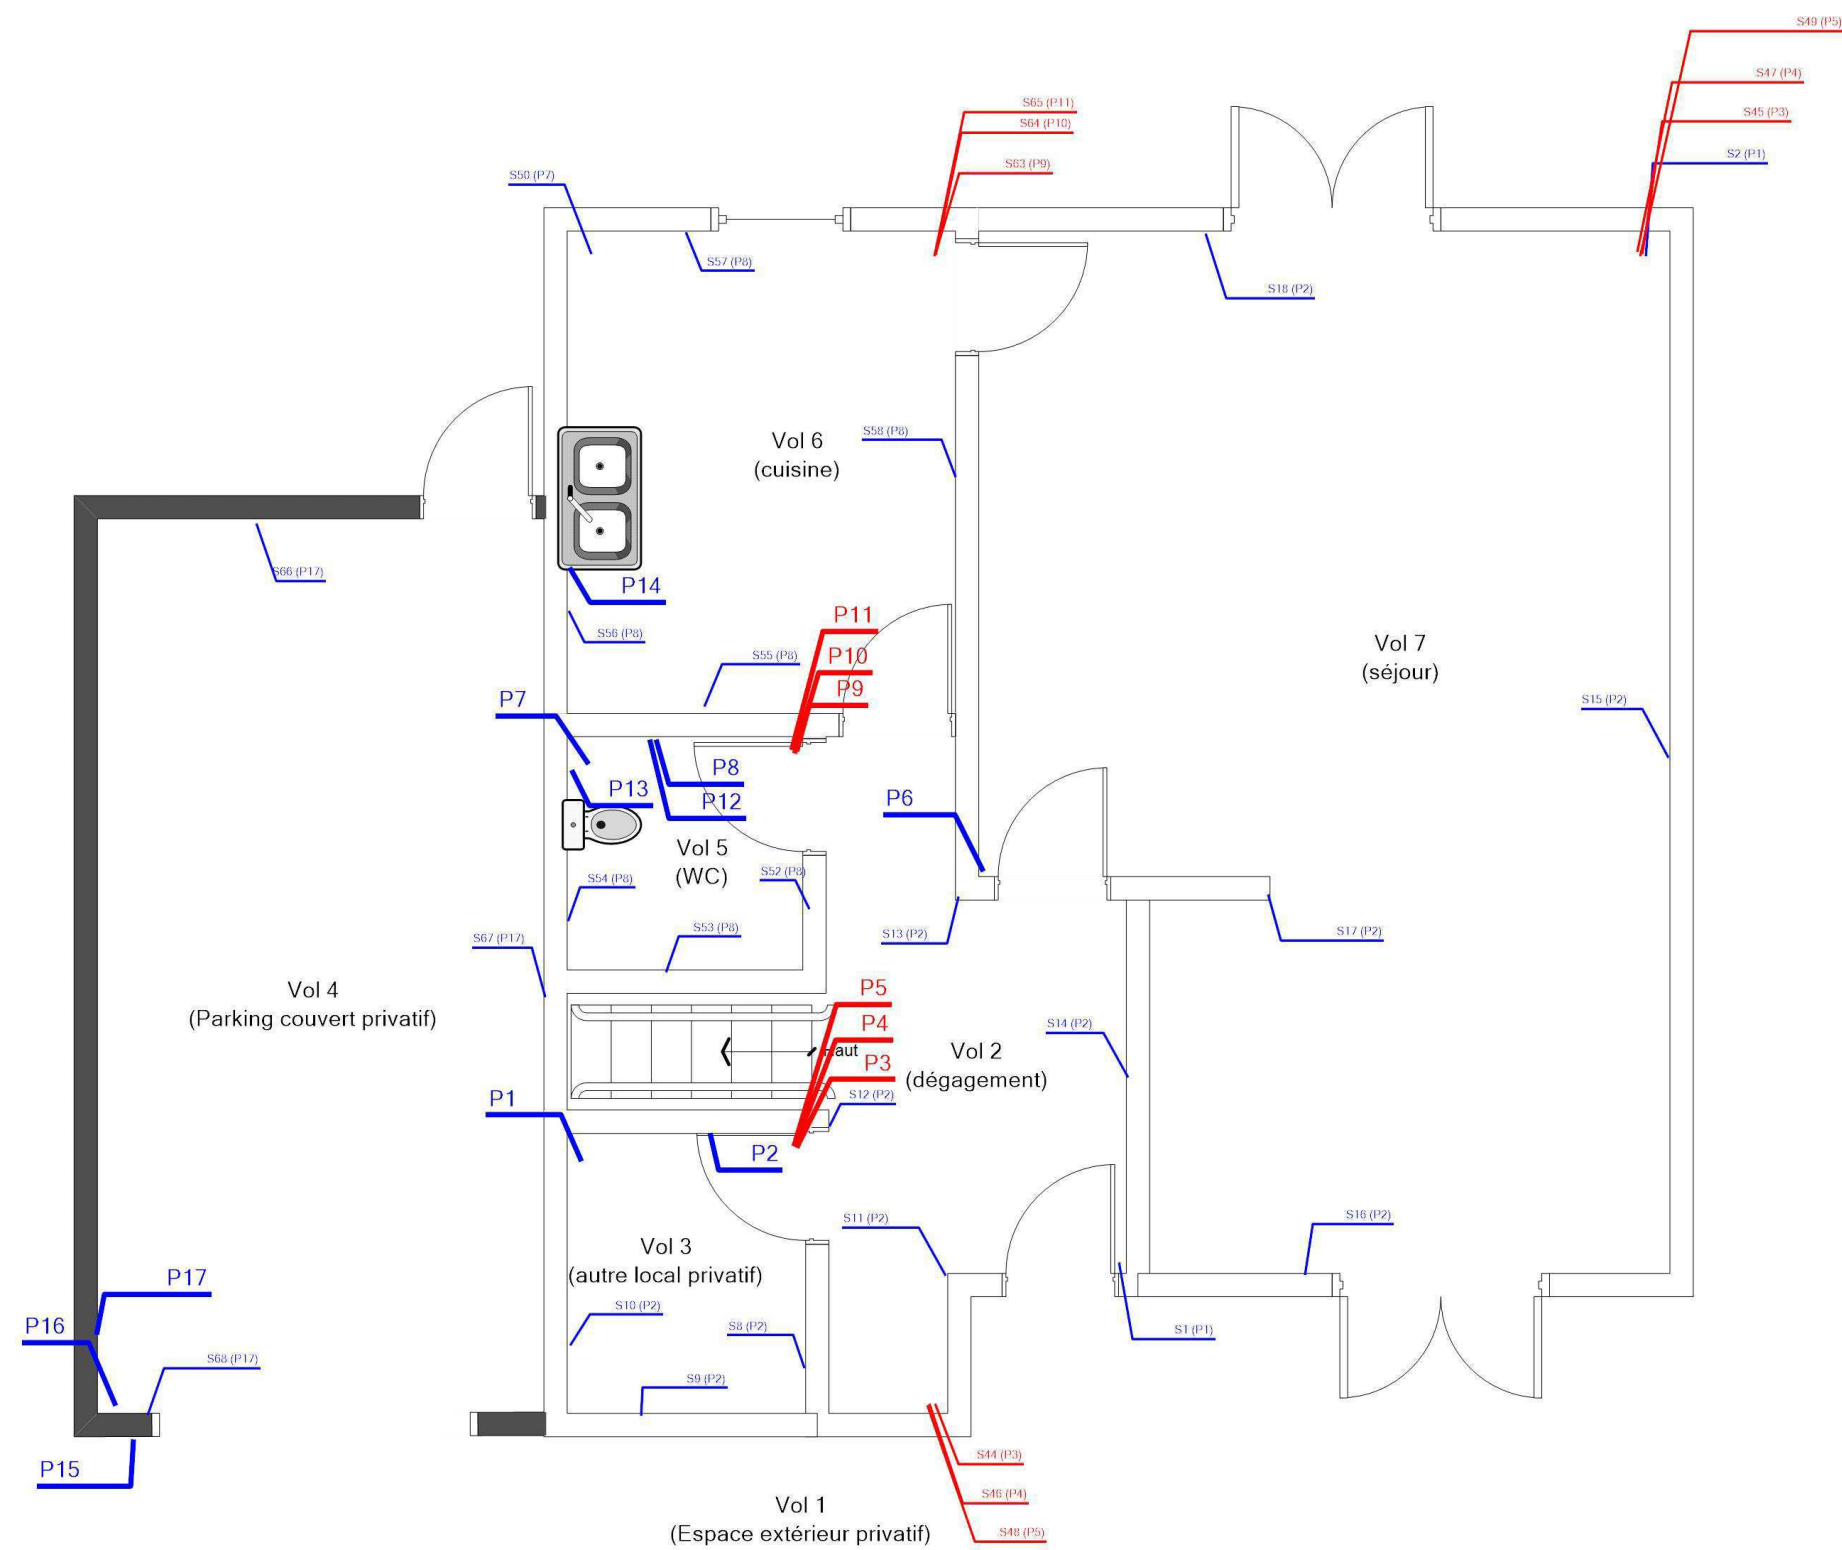 S49 (P5)
S47 (P4)
S65 (P11)
S45 (P3)
S64 (P10)
S2 (P1)
S63 (P9)
S50 (P7)
S57 (P8)
S18 (P2)
S58 (P8)
Vol 6
(cuisine)
S66 (P17)
P14
P11
S56 (P8)
Vol 7
(séjour)
S55 (P8)
P10
P9
P7
S15 (P2)
P8
P13
P12
P6
Vol 5
(WC)
S54 (P8)
S52 (P8)
S53 (P8)
S13 (P2)
S17 (P2)
S67 (P17)
Vol 4
(Parking couvert privatif)
P5
P4
S14 (P2)
Haut
Vol 2
(dégagement)
P3
S12 (P2)
P1
P2
S11 (P2)
S16 (P2)
Vol 3
(autre local privatif)
P17
S10 (P2)
P16
S8 (P2)
S1 (P1)
S68 (P17)
S9 (P2)
P15
S44 (P3)
S46 (P4)
Vol 1
(Espace extérieur privatif)
S48 (P5)